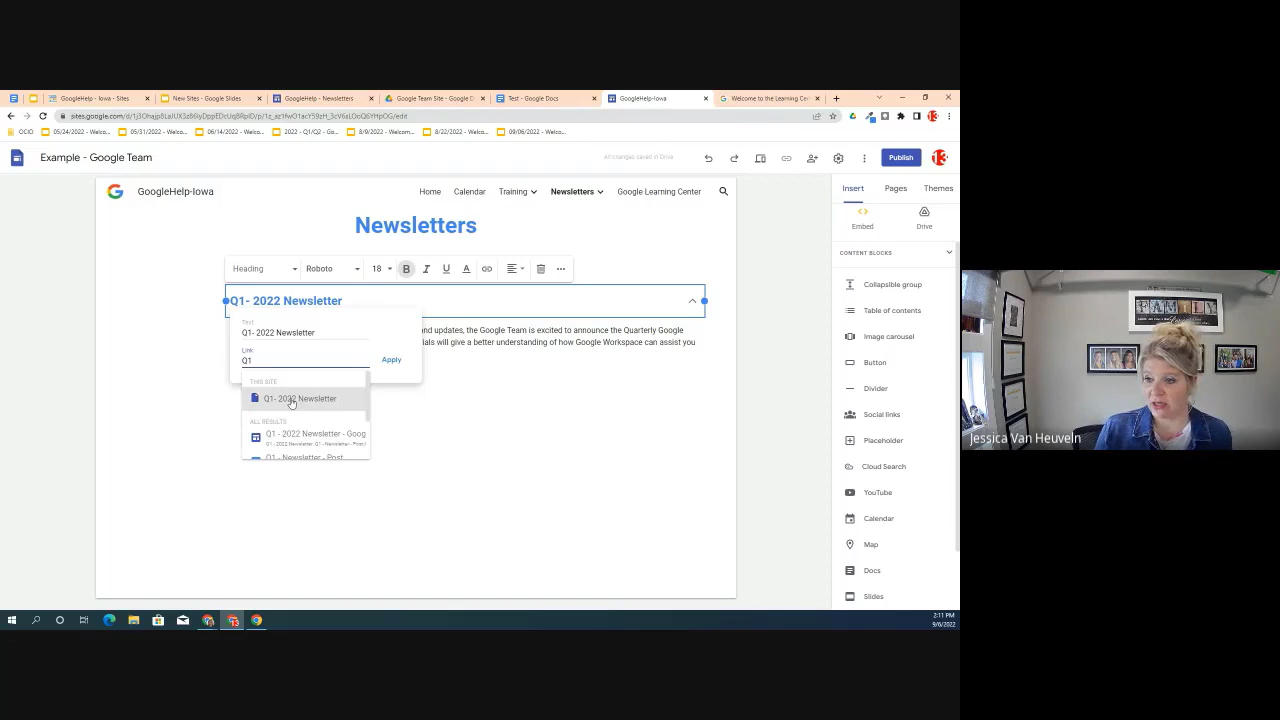 GoogleHelp - Iowa - Sites
New Sites - Google Slides
GoogleHelp - Newsletters
Google Team Site - Google D
Test - Google Docs
GoogleHelp-Iowa
Welcome to the Learning Cen
OCIO
05/24/2022 - Welco...
05/31/2022 - Welco...
06/14/2022 - Welco...
2022 - Q1/Q2 - Go...
8/9/2022 - Welcom...
8/22/2022 - Welco...
09/06/2022 - Welco...
Example - Google Team
All changes saved in Drive
Publish
GoogleHelp-Iowa
Home
Calendar
Training
Newsletters
Google Learning Center
Insert
Pages
Themes
Newsletters
Embed
Drive
Heading
Roboto
18
B
I
U
A
CONTENT BLOCKS
Q1- 2022 Newsletter
Text
Q1- 2022 Newsletter
Link
Q1
Apply
and updates, the Google Team is excited to announce the Quarterly Google
ials will give a better understanding of how Google Workspace can assist you
THIS SITE
Q1- 2022 Newsletter
ALL RESULTS
Q1 - 2022 Newsletter - Goog
Q1 - Newsletter - Post
Collapsible group
Table of contents
Image carousel
Button
Divider
Social links
Placeholder
Cloud Search
YouTube
Calendar
Map
Docs
Slides
2:11 PM
9/6/2022
Jessica Van Heuveln